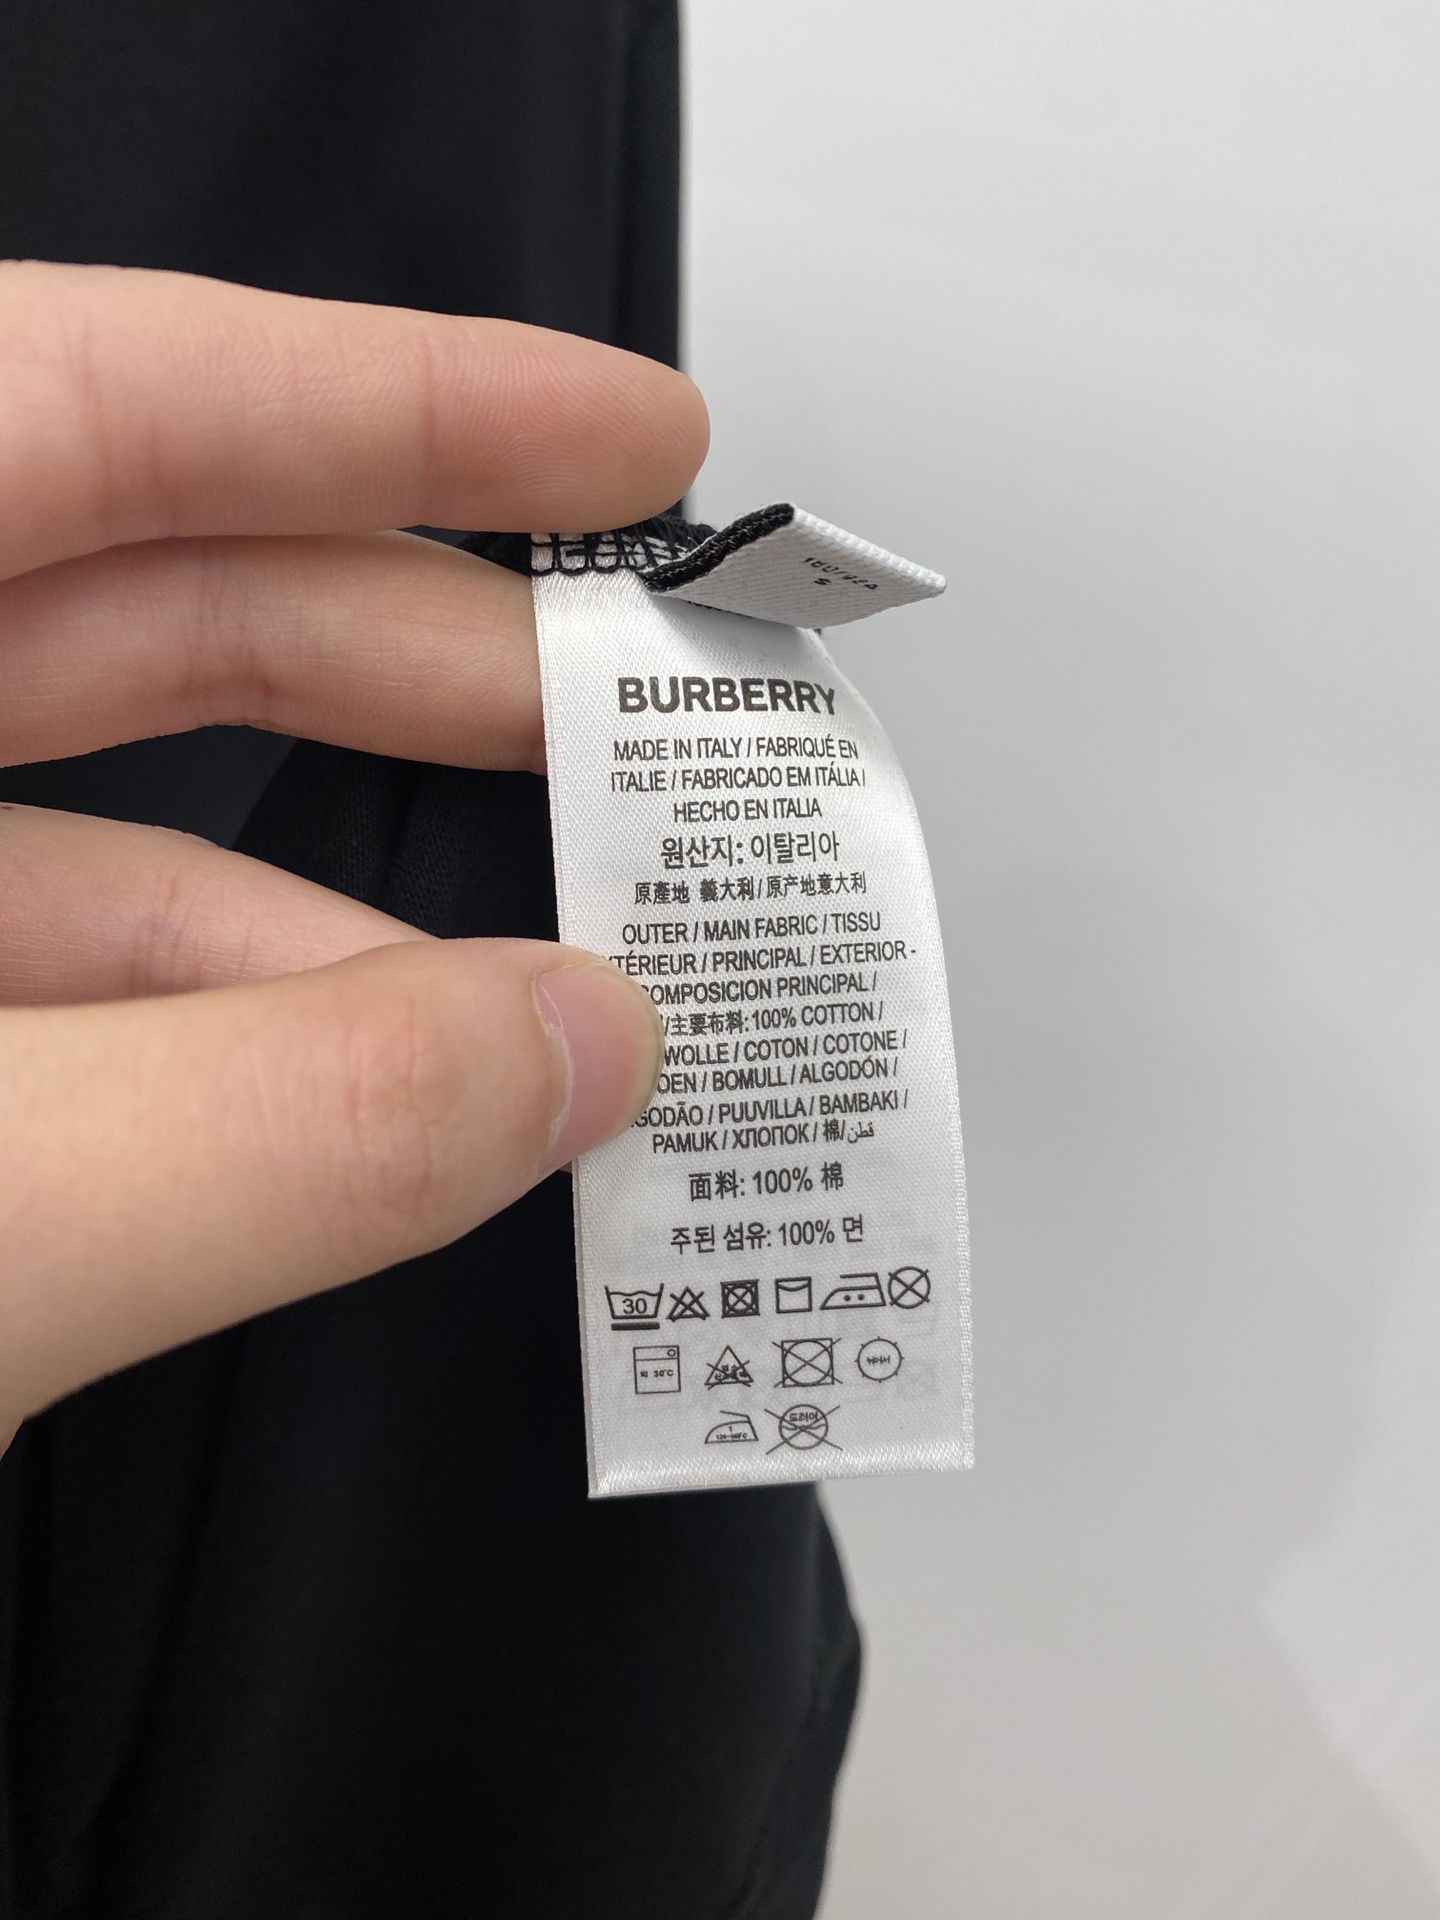 BURBERRY
MADE IN ITALY / FABRIQUÉ EN
ITALIE / FABRICADO EM ITÁLIA /
HECHO EN ITALIA
원산지: 이탈리아
原產地 義大利 / 原产地意大利
OUTER / MAIN FABRIC / TISSU
TÉRIEUR / PRINCIPAL / EXTERIOR -
OMPOSICION PRINCIPAL /
/主要布料: 100% COTTON /
WOLLE / COTON / COTONE /
OEN / BOMULL / ALGODÓN /
GODÃO / PUUVILLA / BAMBAKI /
PAMUK / ХЛОПОК / 棉/قطن
面料: 100% 棉
주된 섬유: 100% 면
30